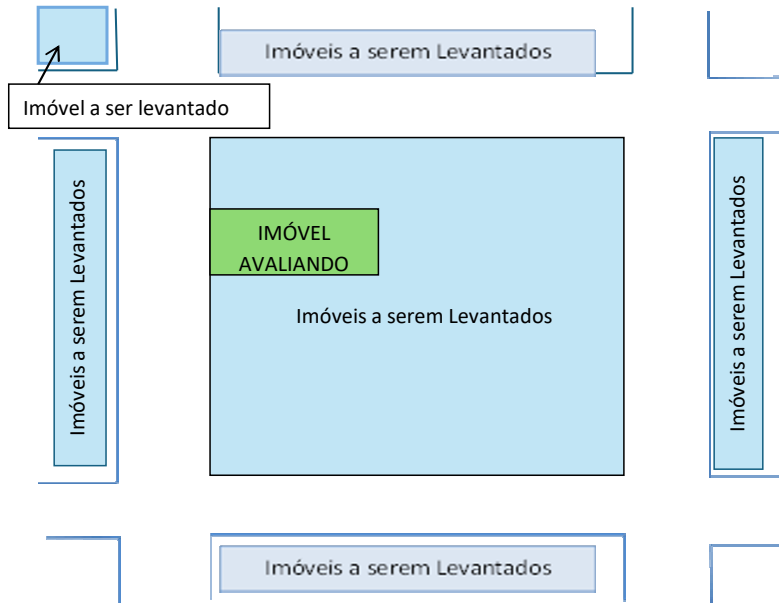 Imóveis a serem Levantados
Imóvel a ser levantado
Imóveis a serem Levantados
IMÓVEL
AVALIANDO
Imóveis a serem Levantados
Imóveis a serem Levantados
Imóveis a serem Levantados